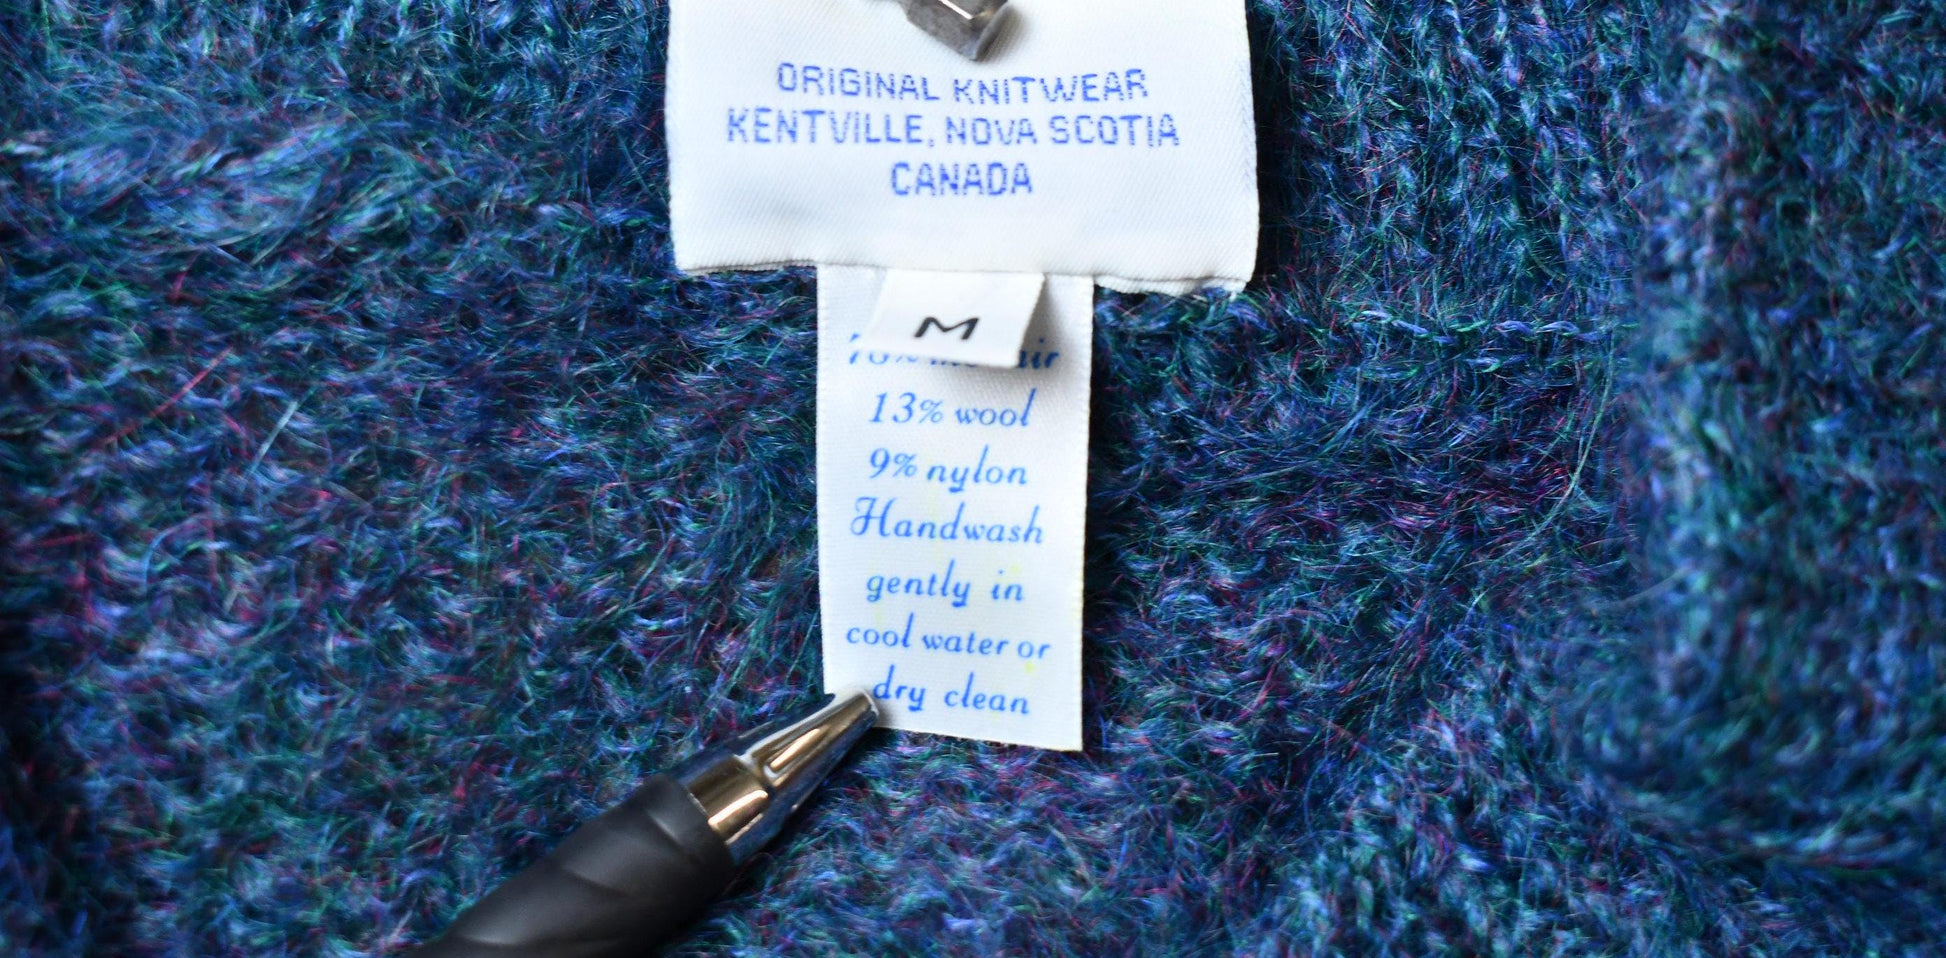 ORIGINAL KNITWEAR
KENTVILLE, NOVA SCOTIA
CANADA
M
13% wool
9% nylon
Handwash
gently in
cool water or
dry clean